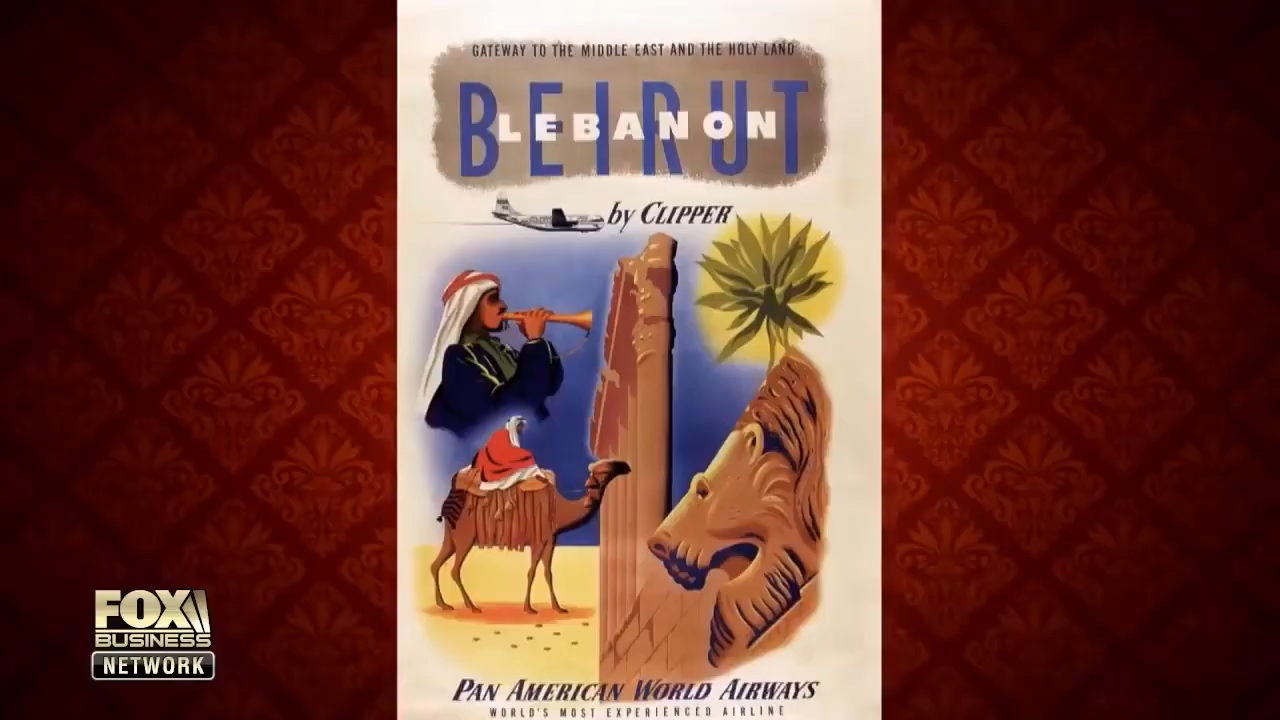 GATEWAY TO THE MIDDLE EAST AND THE HOLY LAND
BEIRUT
LEBANON
by CLIPPER
PAN AMERICAN WORLD AIRWAYS
WORLD'S MOST EXPERIENCED AIRLINE
FOX
BUSINESS
NETWORK